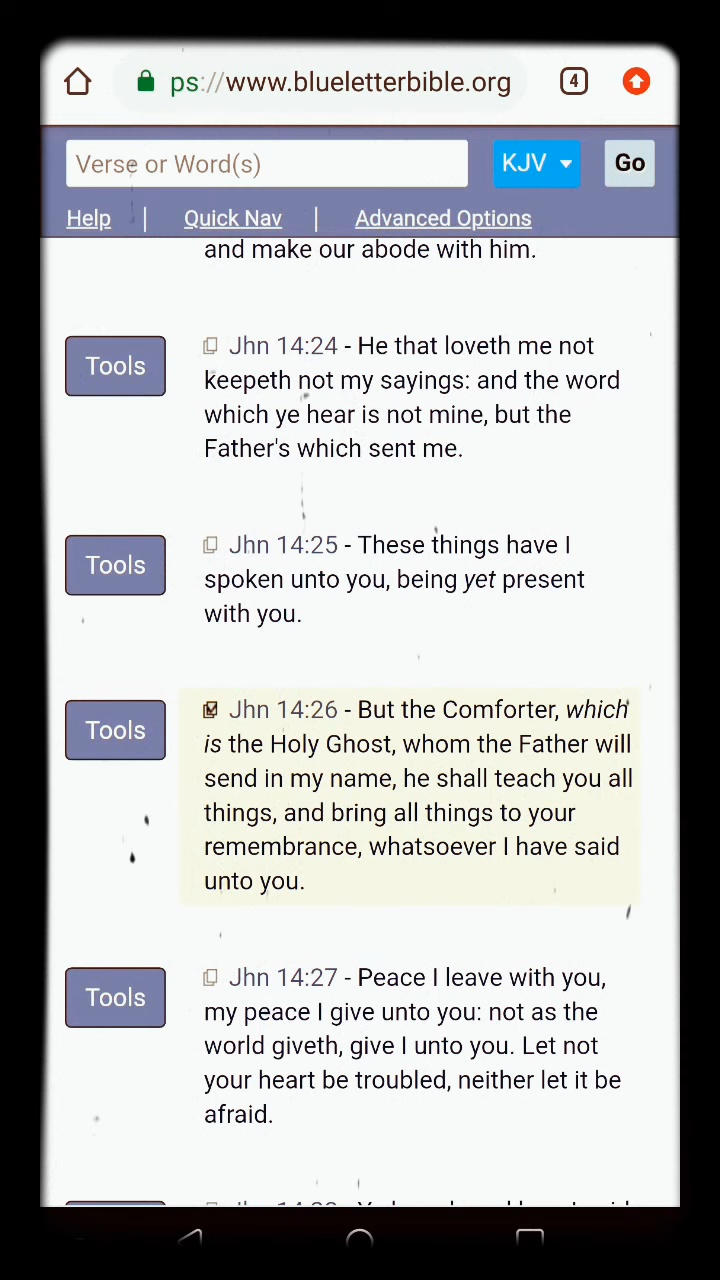 ps://www.blueletterbible.org
4
Verse or Word(s)
KJV
Go
Help | Quick Nav | Advanced Options
and make our abode with him.
Tools
Jhn 14:24 - He that loveth me not
keepeth not my sayings: and the word
which ye hear is not mine, but the
Father's which sent me.
Tools
Jhn 14:25 - These things have I
spoken unto you, being yet present
with you.
Tools
Jhn 14:26 - But the Comforter, which
is the Holy Ghost, whom the Father will
send in my name, he shall teach you all
things, and bring all things to your
remembrance, whatsoever I have said
unto you.
Tools
Jhn 14:27 - Peace I leave with you,
my peace I give unto you: not as the
world giveth, give I unto you. Let not
your heart be troubled, neither let it be
afraid.